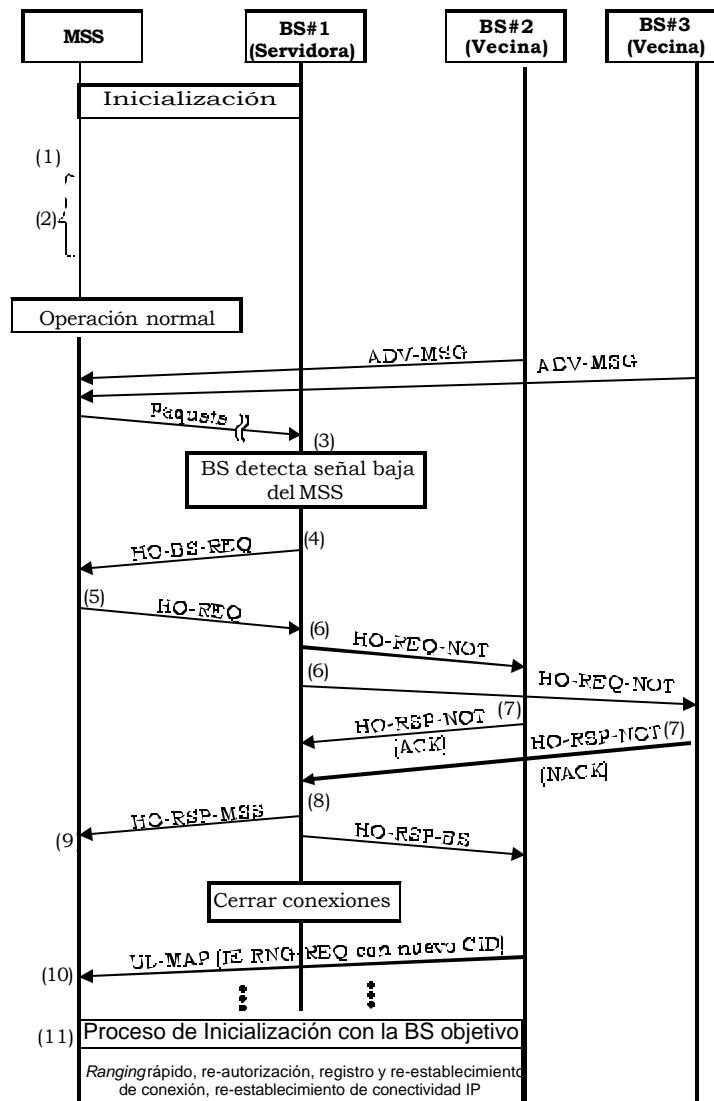 MSS
BS#1
(Servidora)
BS#2
(Vecina)
BS#3
(Vecina)
Inicialización
(1)
(2)
Operación normal
ADV-MSG
ADV-MSG
Paquete
(3)
BS detecta señal baja
del MSS
(4)
HO-BS-REQ
(5)
HO-REQ
(6)
HO-REQ-NOT
(6)
HO-REQ-NOT
HO-RSP-NOT
(7)
(ACK)
HO-RSP-NOT
(7)
(NACK)
(8)
HO-RSP-MSS
(9)
HO-RSP-BS
Cerrar conexiones
UL-MAP (IE RNG-REQ con nuevo CID)
(10)
(11)
Proceso de Inicialización con la BS objetivo
Ranging rápido, re-autorización, registro y re-establecimiento
de conexión, re-establecimiento de conectividad IP